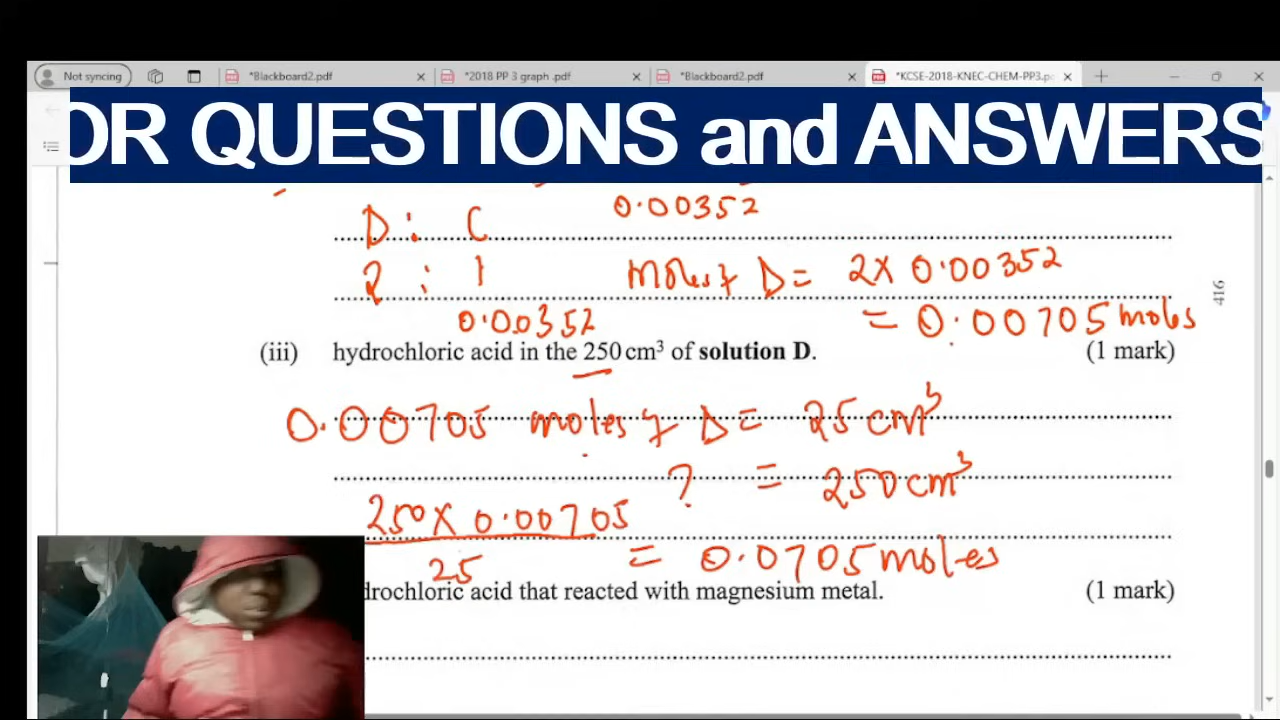 Not syncing
*Blackboard2.pdf
*2018 PP 3 graph .pdf
*Blackboard2.pdf
*KCSE-2018-KNEC-CHEM-PP3.p
OR QUESTIONS and ANSWERS
0.00352
D : C
2 : 1 moles of D = 2 x 0.00352
0.00352 = 0.00705 moles
(iii) hydrochloric acid in the 250 cm³ of solution D. (1 mark)
0.00705 moles of D = 25 cm³
? = 250 cm³
250 x 0.00705
25 = 0.0705 moles
drochloric acid that reacted with magnesium metal. (1 mark)
416